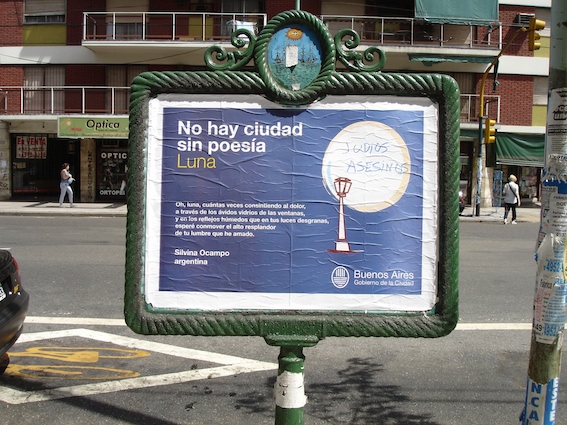 No hay ciudad
sin poesía
Luna
Oh, luna, cuántas veces consintiendo al dolor,
a través de los ávidos vidrios de las ventanas,
y en los reflejos húmedos que en tus luces desgranas,
esperé conmover el alto resplandor
de tu lumbre que he amado.
Silvina Ocampo
argentina
JUDIOS
ASESINOS
Buenos Aires
Gobierno de la Ciudad
Optica
OPTIC